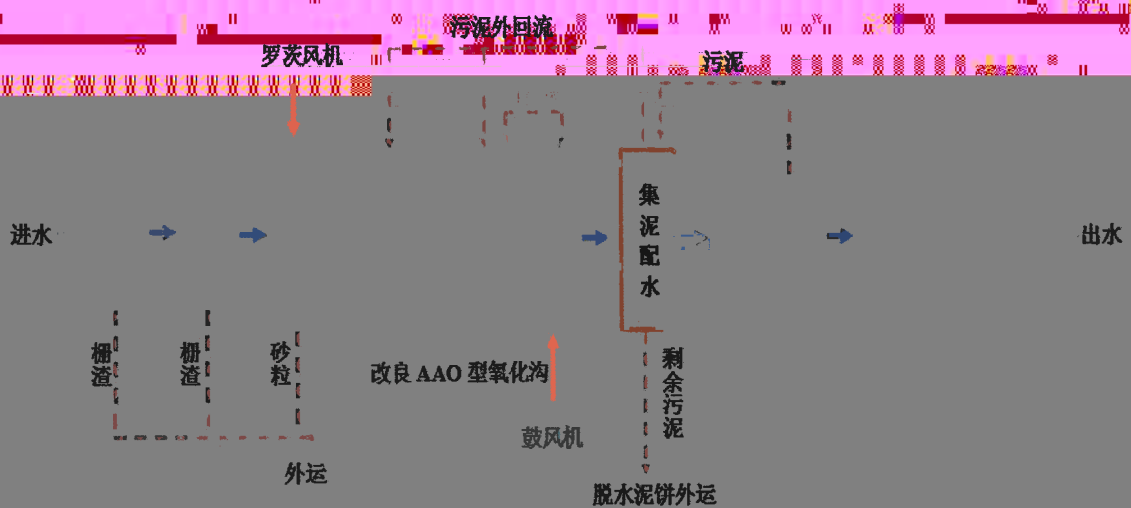 污泥外回流
罗茨风机
污泥
进水
集泥配水
出水
栅渣
栅渣
砂粒
改良 AAO 型氧化沟
剩余污泥
鼓风机
外运
脱水泥饼外运